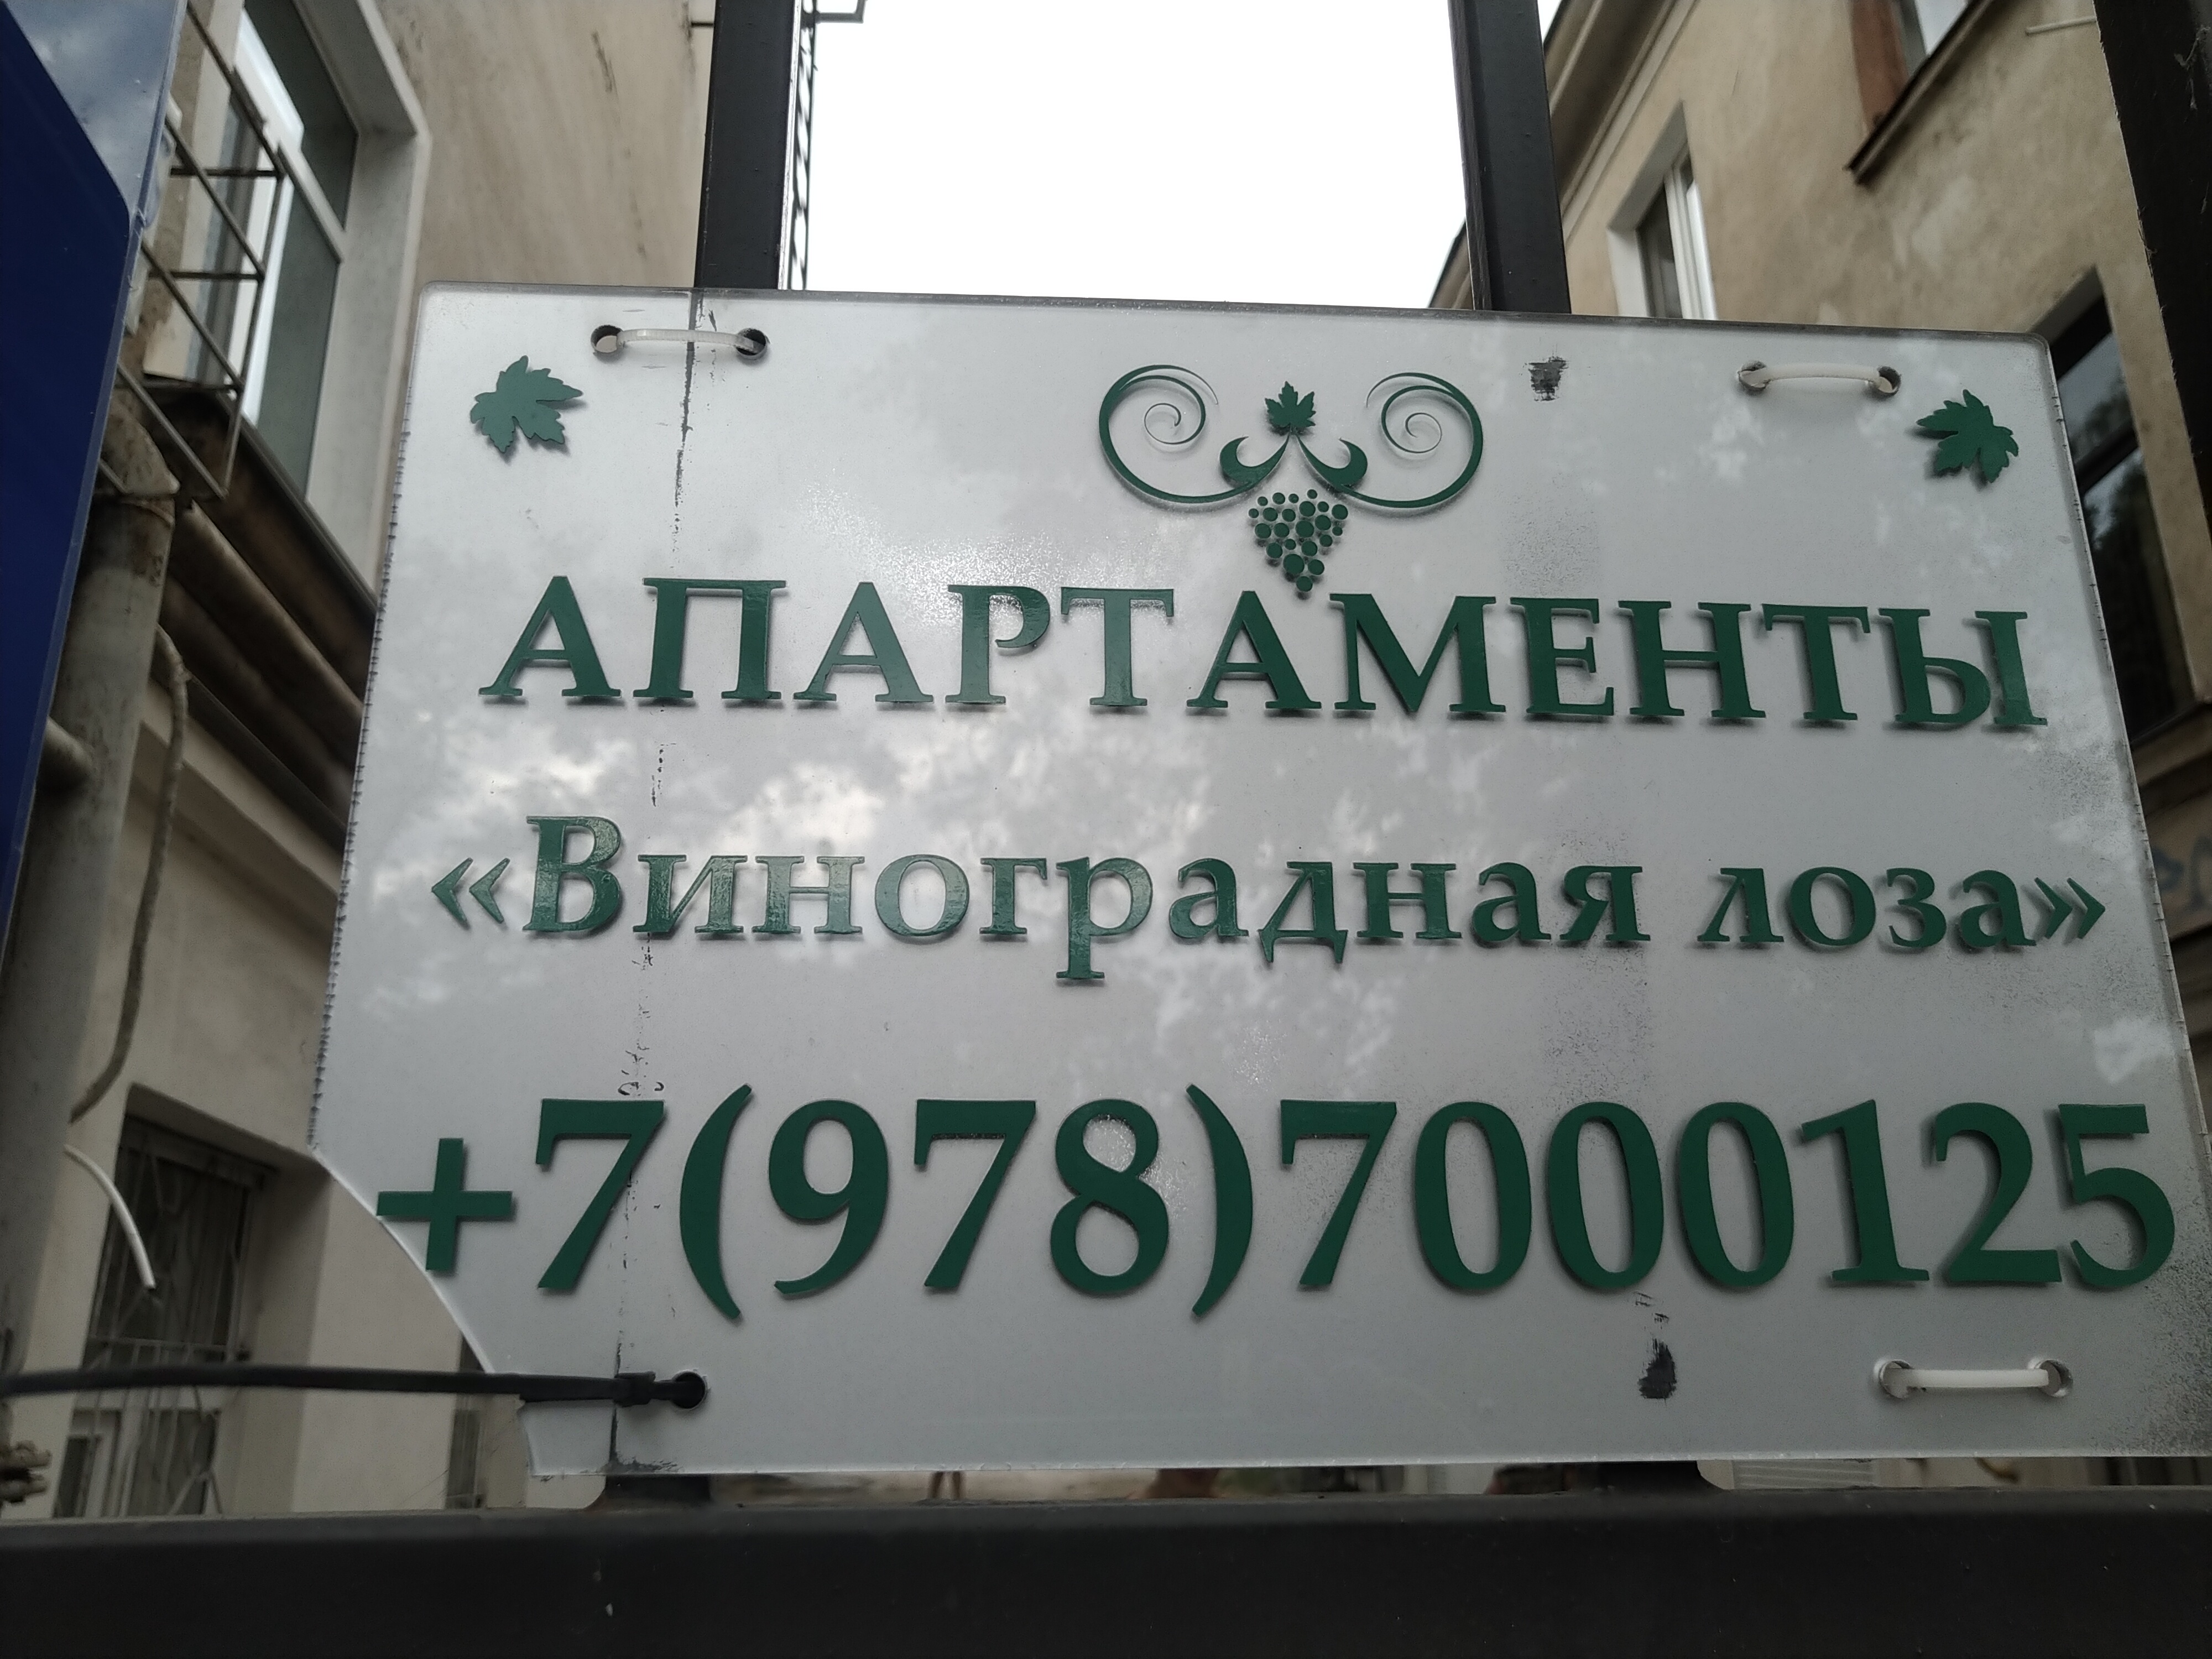 АПАРТАМЕНТЫ
«Виноградная лоза»
+7(978)7000125